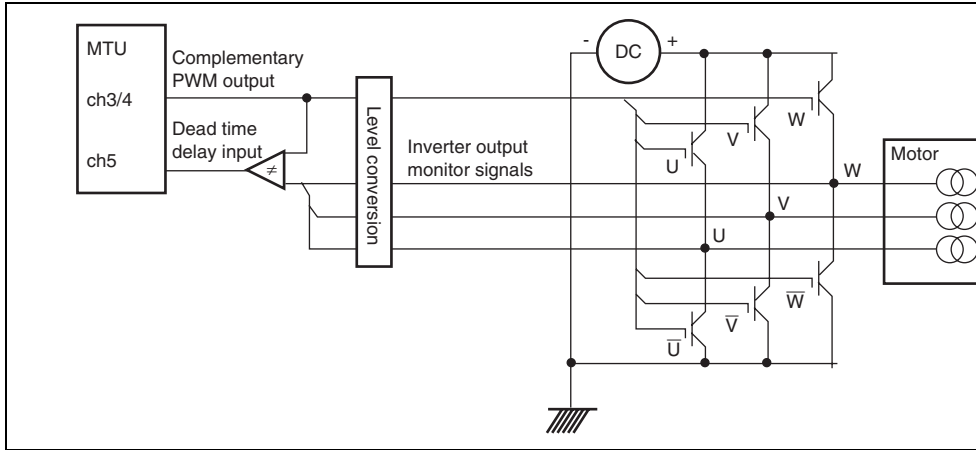 MTU
ch3/4
ch5
Complementary
PWM output
Dead time
delay input
≠
Level conversion
Inverter output
monitor signals
- DC +
U
V
W
W
V
U
U̅
V̅
W̅
Motor